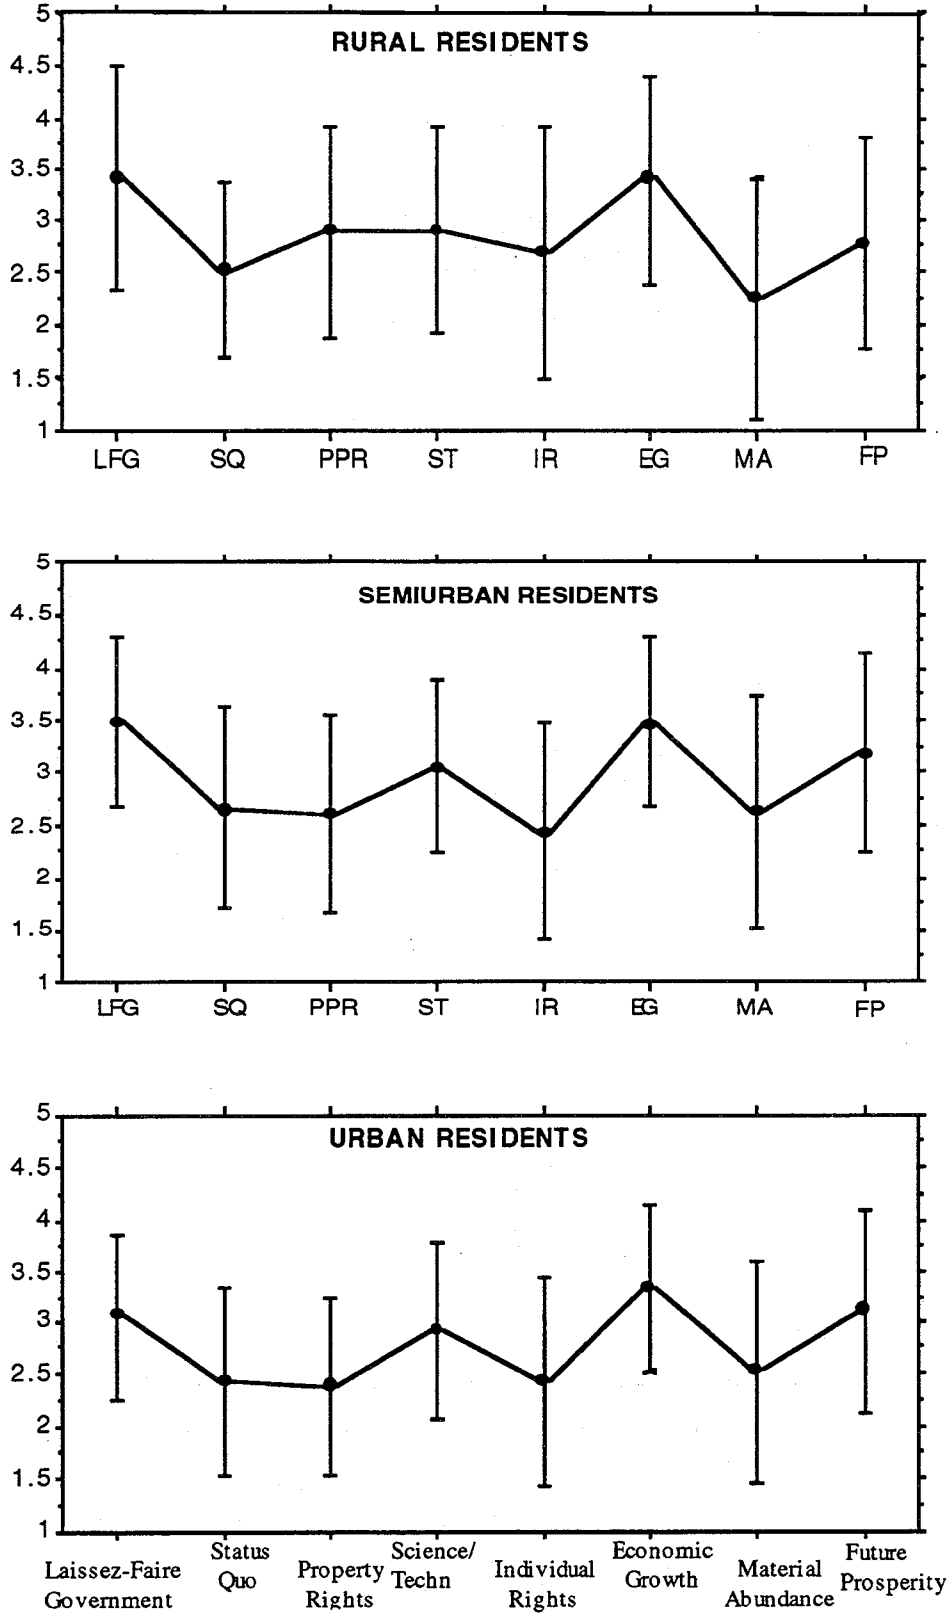 5
RURAL RESIDENTS
4.5
4
3.5
3
2.5
2
1.5
1
LFG SQ PPR ST IR EG MA FP
5
SEMIURBAN RESIDENTS
4.5
4
3.5
3
2.5
2
1.5
1
LFG SQ PPR ST IR EG MA FP
5
URBAN RESIDENTS
4.5
4
3.5
3
2.5
2
1.5
1
Laissez-Faire
Government
Status
Quo
Property
Rights
Science/
Techn
Individual
Rights
Economic
Growth
Material
Abundance
Future
Prosperity